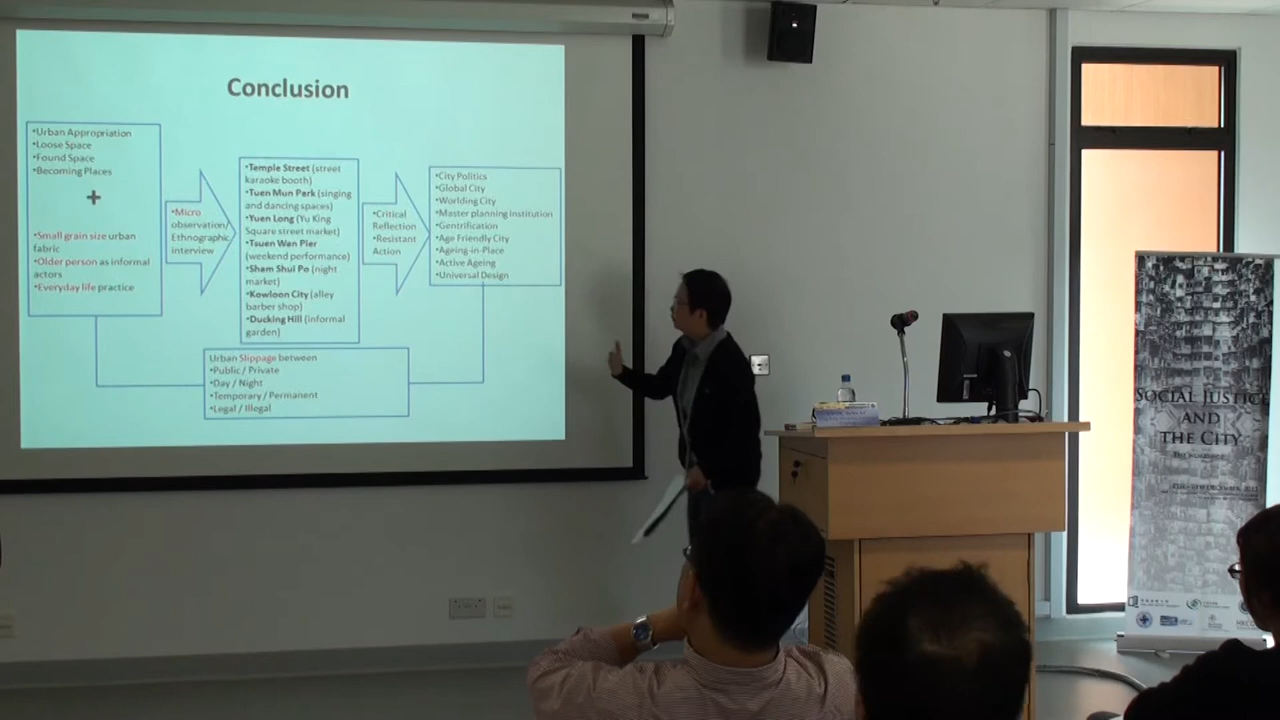 Conclusion
•Urban Appropriation
•Loose Space
•Found Space
•Becoming Places
+
•Small grain size urban
fabric
•Older person as informal
actors
•Everyday life practice
•Micro
observation/
Ethnographic
interview
•Temple Street (street
karaoke booth)
•Tuen Mun Park (singing
and dancing spaces)
•Yuen Long (Yu King
Square street market)
•Tsuen Wan Pier
(weekend performance)
•Sham Shui Po (night
market)
•Kowloon City (alley
barber shop)
•Ducking Hill (informal
garden)
•Critical
Reflection
•Resistant
Action
•City Politics
•Global City
•Worlding City
•Master planning Institution
•Gentrification
•Age Friendly City
•Ageing-in-Place
•Active Ageing
•Universal Design
Urban Slippage between
•Public / Private
•Day / Night
•Temporary / Permanent
•Legal / Illegal
SOCIAL JUSTICE
AND
THE CITY